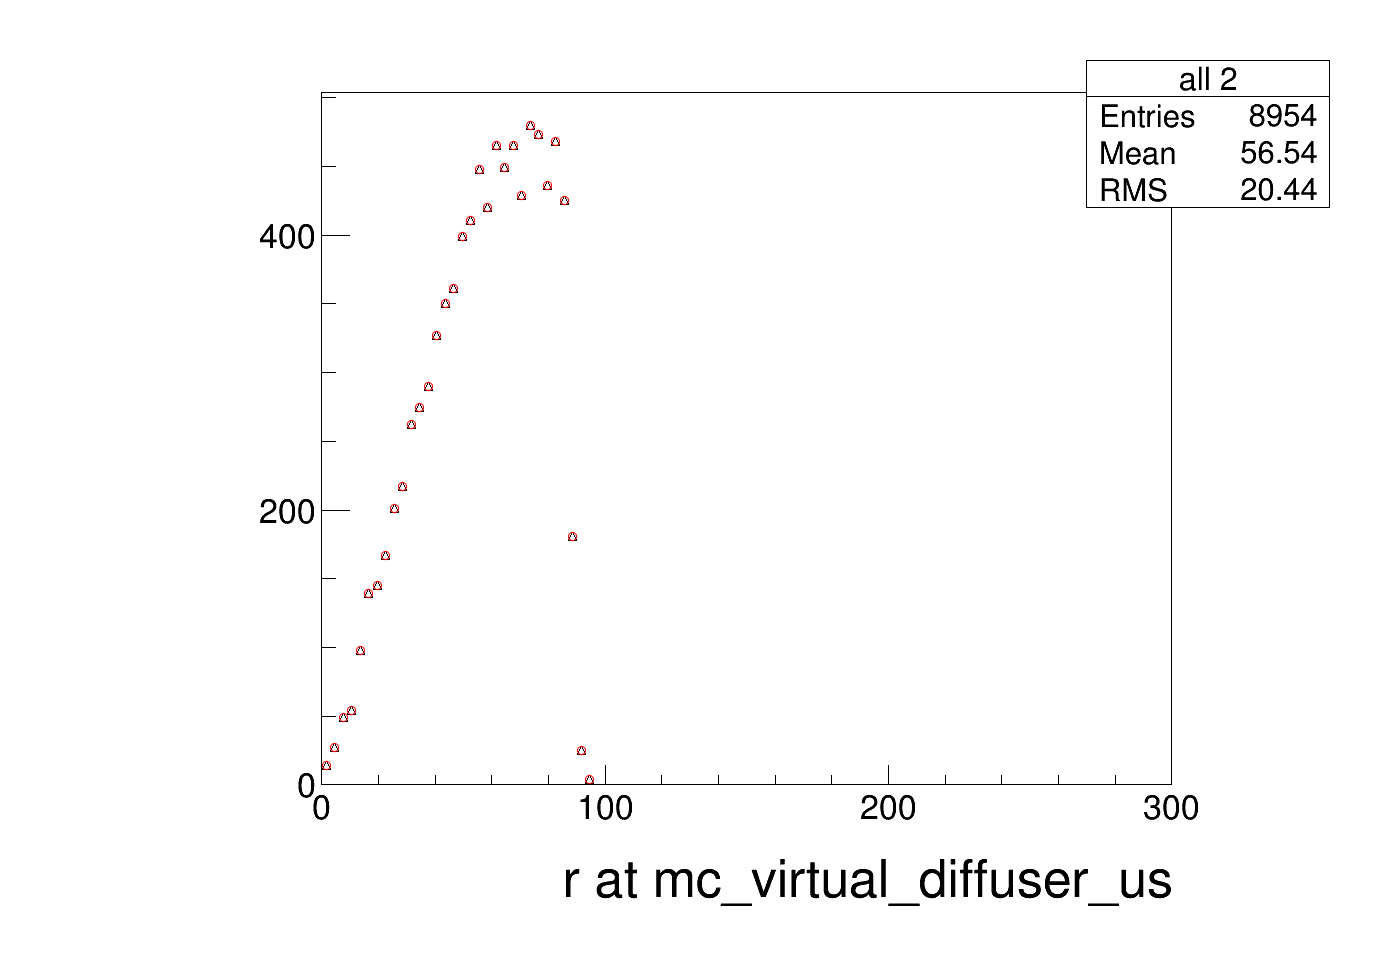 all 2
Entries 8954
Mean 56.54
RMS 20.44
400
200
0
0 100 200 300
r at mc_virtual_diffuser_us